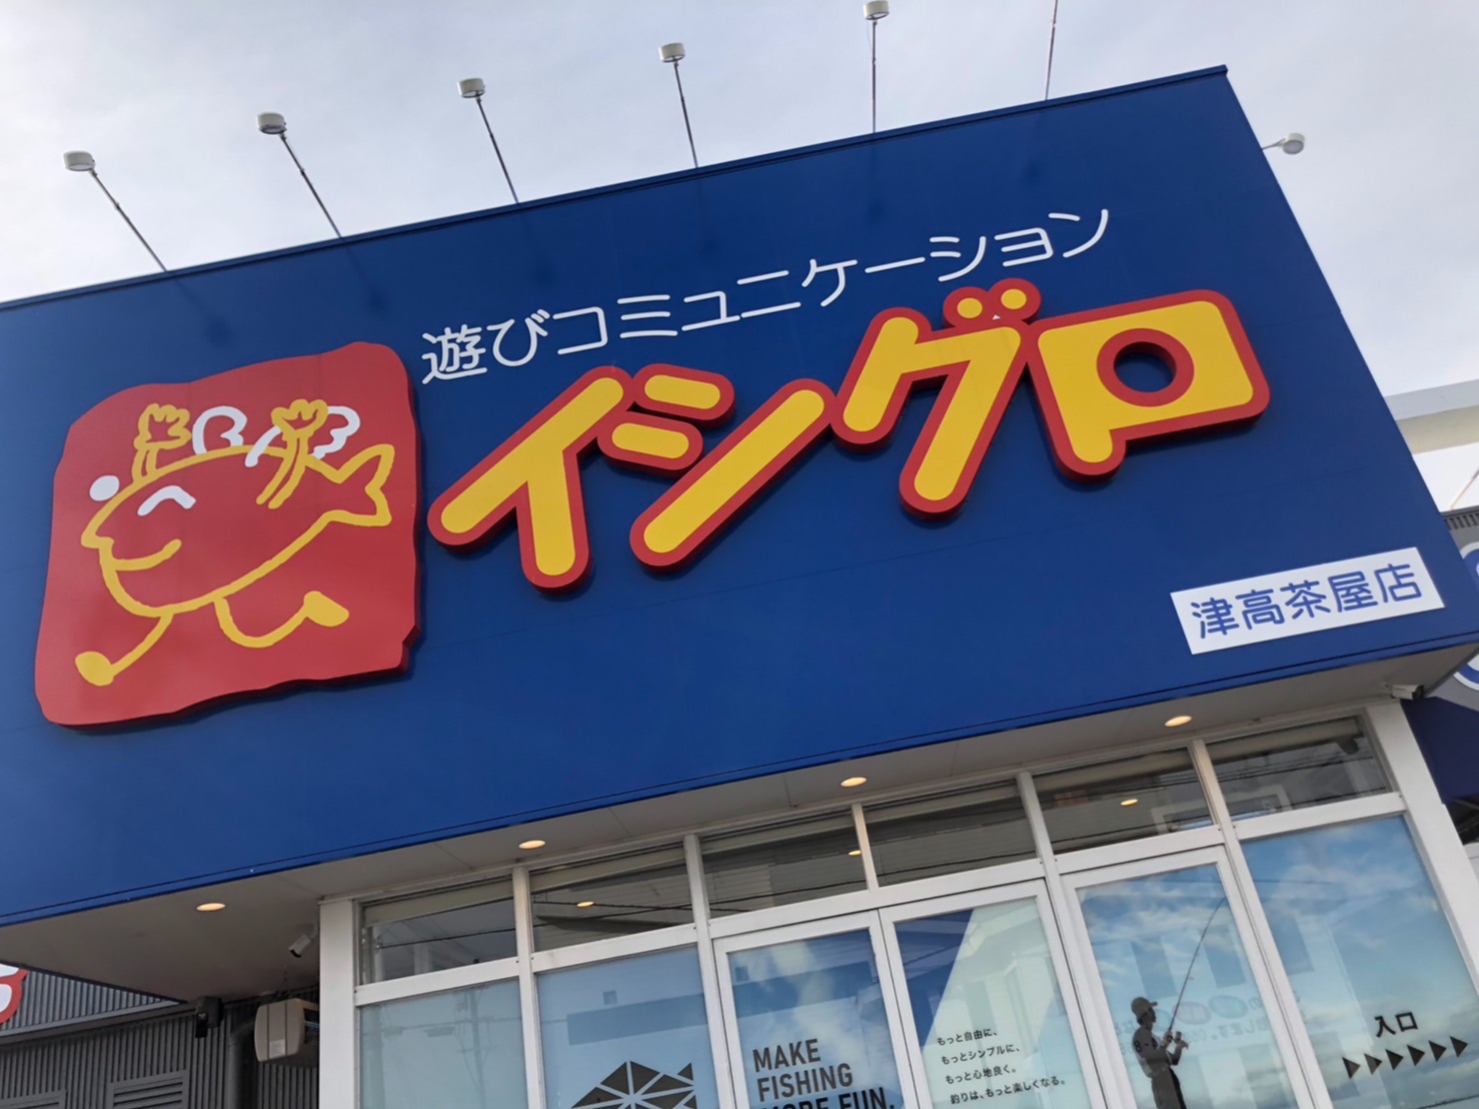 遊びコミュニケーション
イシグロ
津高茶屋店
MAKE
FISHING
MORE FUN.
もっと自由に、
もっとシンプルに、
もっと心地良く。
釣りは、もっと楽しくなる。
入口